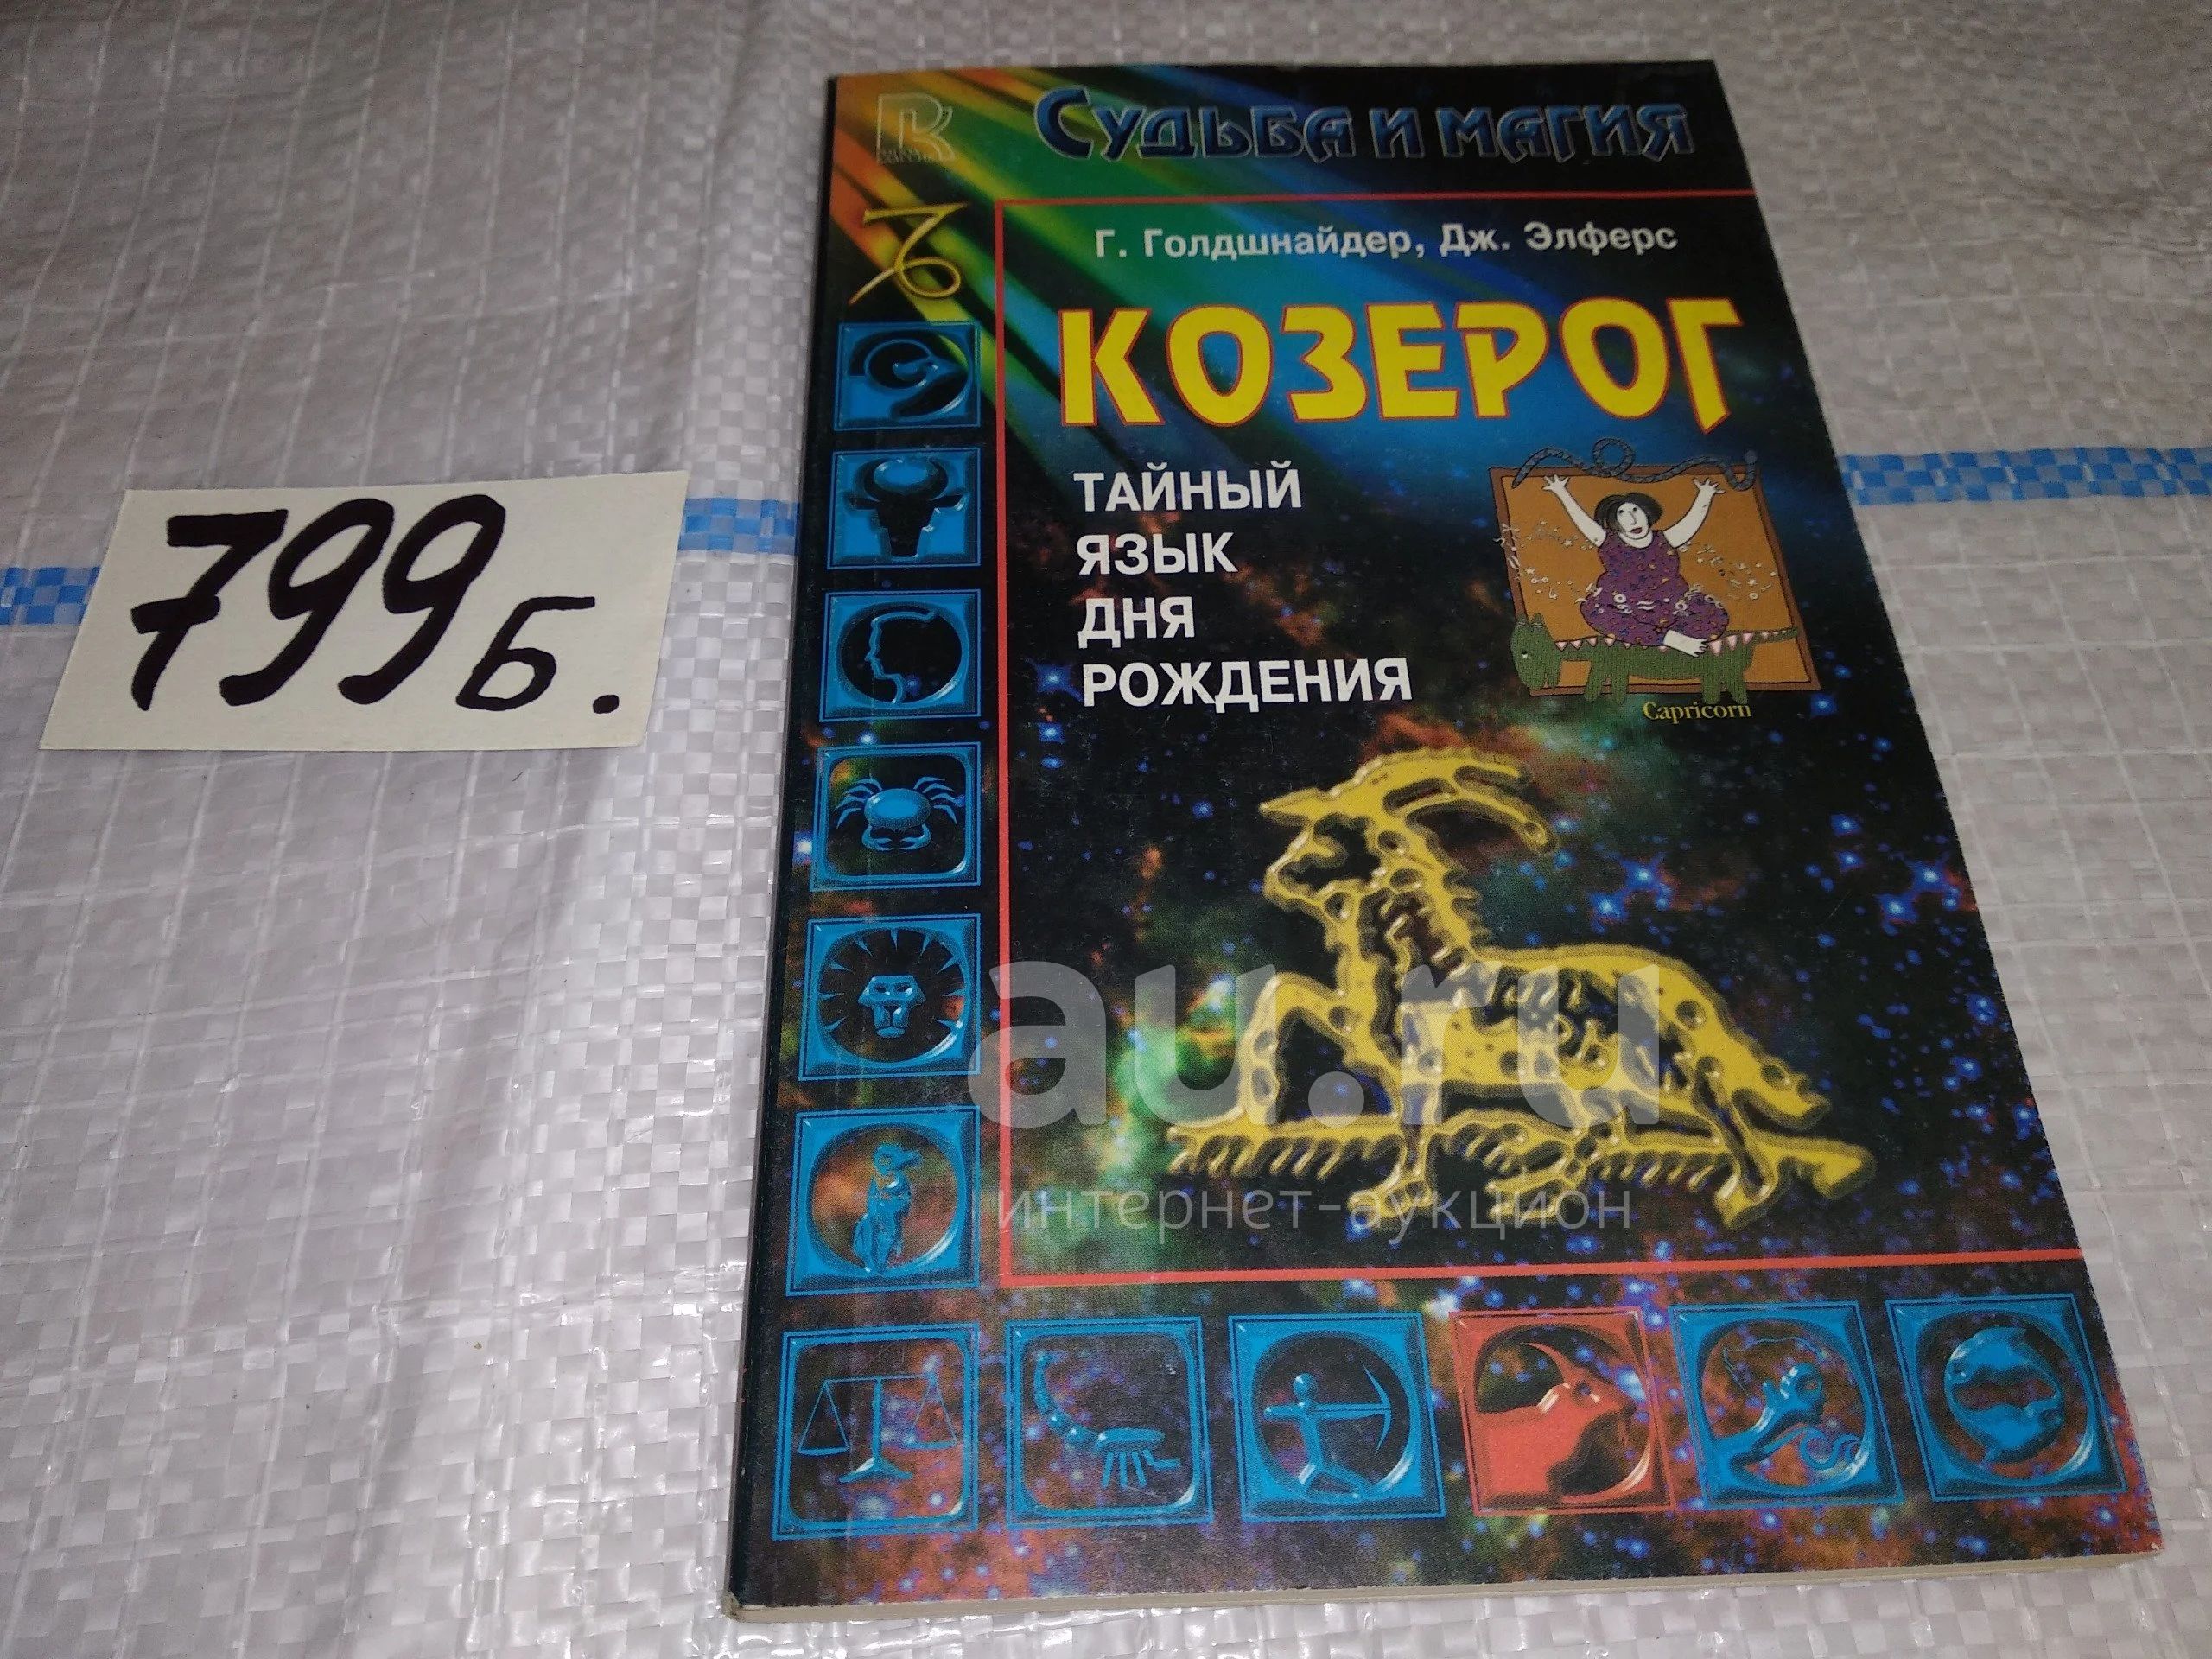 Судьба и магия
Г. Голдшнайдер, Дж. Элферс
КОЗЕРОГ
ТАЙНЫЙ
ЯЗЫК
ДНЯ
РОЖДЕНИЯ
Capricorn
799Б.
au.ru
интернет-аукцион